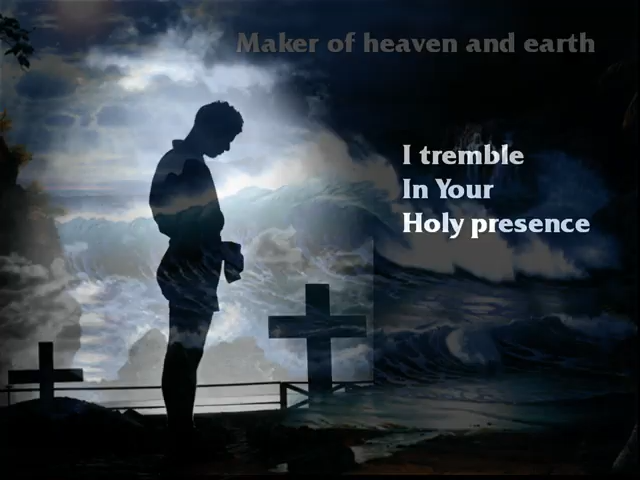 Maker of heaven and earth
I tremble
In Your
Holy presence